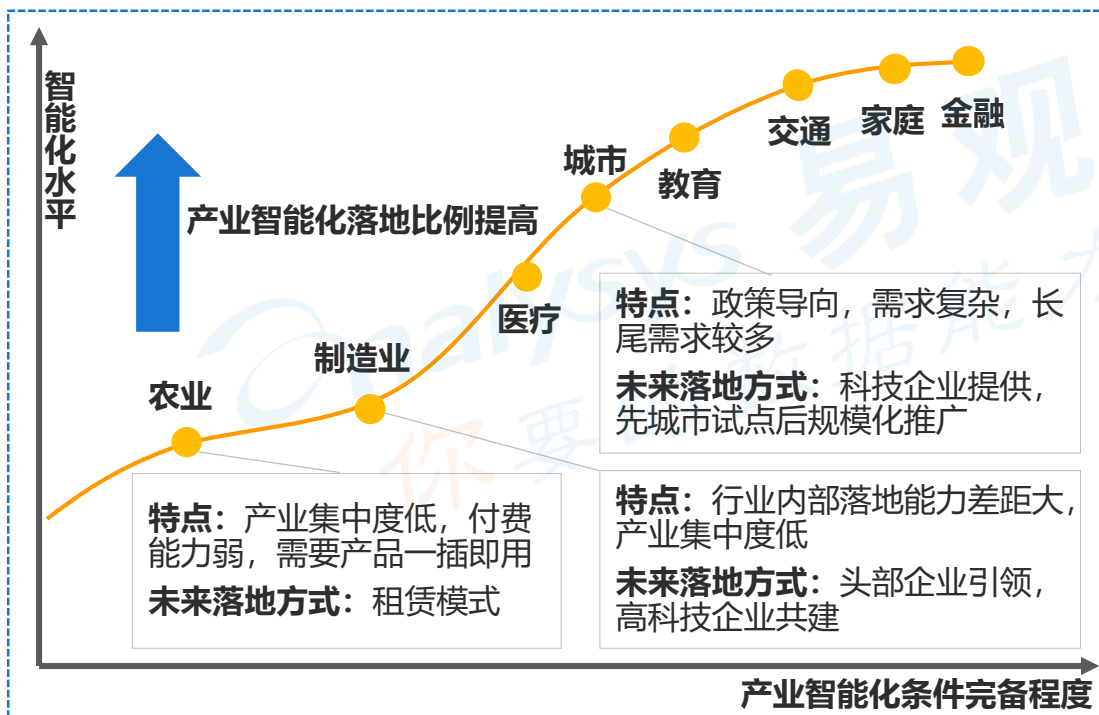 智能化水平
金融
家庭
交通
城市
教育
产业智能化落地比例提高
医疗
制造业
农业
特点：政策导向，需求复杂，长
尾需求较多
未来落地方式：科技企业提供，
先城市试点后规模化推广
特点：产业集中度低，付费
能力弱，需要产品一插即用
未来落地方式：租赁模式
特点：行业内部落地能力差距大，
产业集中度低
未来落地方式：头部企业引领，
高科技企业共建
产业智能化条件完备程度
analysys 易观
你要的数据能力